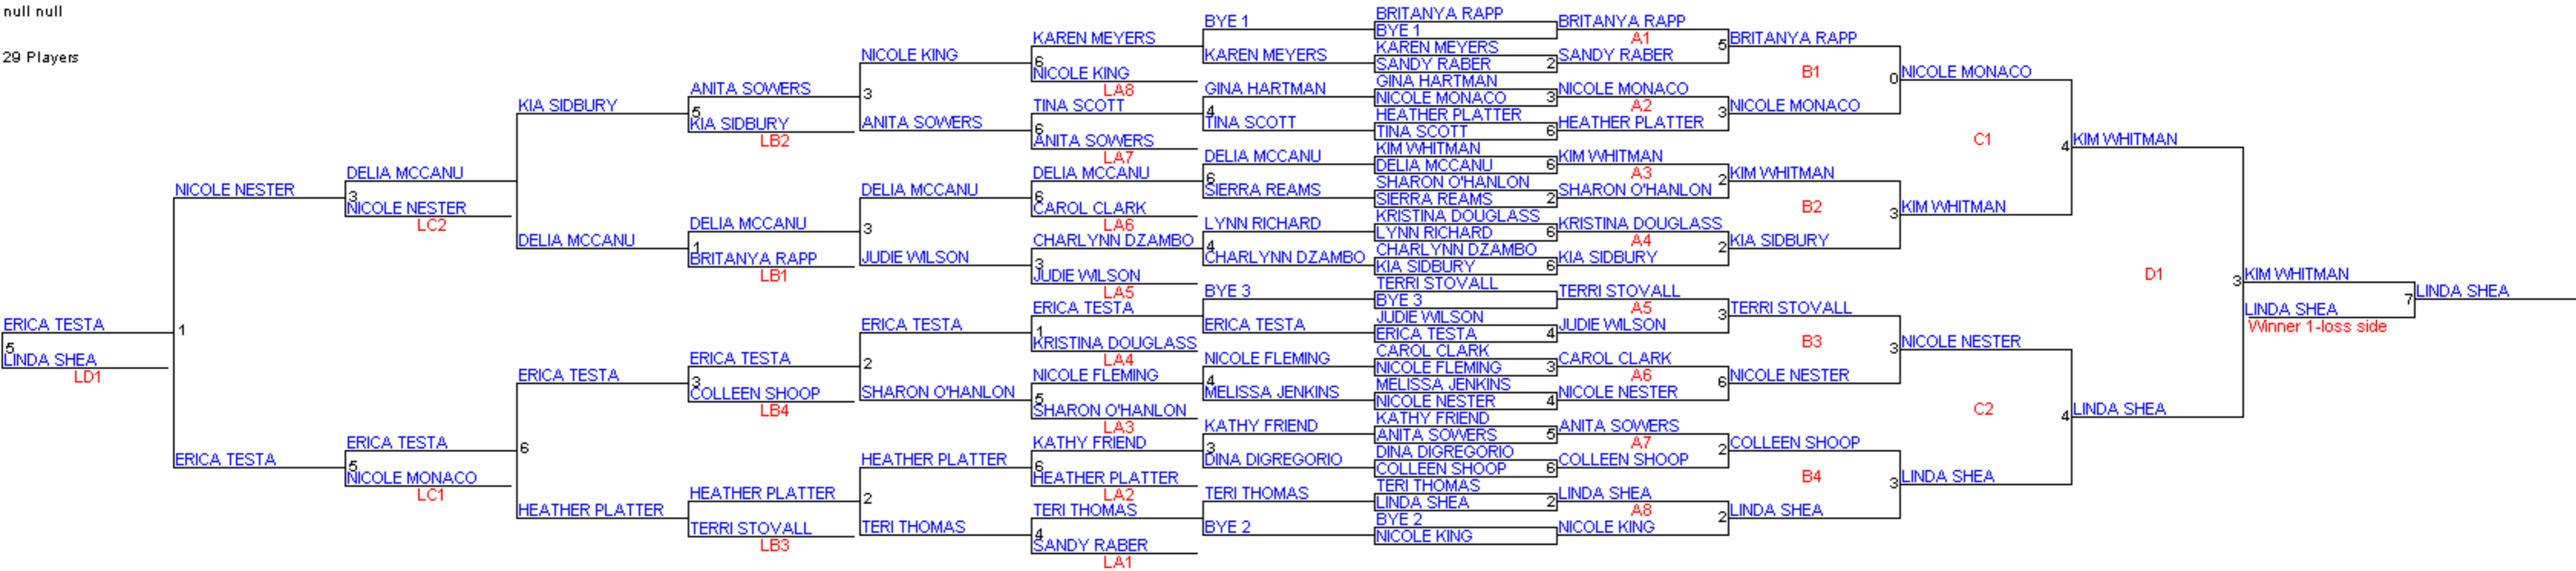 null null
29 Players
ERICA TESTA
5
LINDA SHEA
LD1
NICOLE NESTER
1
ERICA TESTA
DELIA MCCANU
3
NICOLE NESTER
LC2
ERICA TESTA
5
NICOLE MONACO
LC1
KIA SIDBURY
DELIA MCCANU
ERICA TESTA
6
HEATHER PLATTER
ANITA SOWERS
5
KIA SIDBURY
LB2
DELIA MCCANU
1
BRITANYA RAPP
LB1
ERICA TESTA
3
COLLEEN SHOOP
LB4
HEATHER PLATTER
TERRI STOVALL
LB3
NICOLE KING
3
ANITA SOWERS
DELIA MCCANU
3
JUDIE WILSON
ERICA TESTA
2
SHARON O'HANLON
HEATHER PLATTER
2
TERI THOMAS
KAREN MEYERS
6
NICOLE KING
LA8
TINA SCOTT
6
ANITA SOWERS
LA7
DELIA MCCANU
6
CAROL CLARK
LA6
CHARLYNN DZAMBO
3
JUDIE WILSON
LA5
ERICA TESTA
1
KRISTINA DOUGLASS
LA4
NICOLE FLEMING
5
SHARON O'HANLON
LA3
KATHY FRIEND
6
HEATHER PLATTER
LA2
TERI THOMAS
4
SANDY RABER
LA1
BYE 1
KAREN MEYERS
GINA HARTMAN
4
TINA SCOTT
DELIA MCCANU
6
SIERRA REAMS
LYNN RICHARD
4
CHARLYNN DZAMBO
BYE 3
ERICA TESTA
NICOLE FLEMING
4
MELISSA JENKINS
KATHY FRIEND
3
DINA DIGREGORIO
TERI THOMAS
BYE 2
BRITANYA RAPP
BYE 1
KAREN MEYERS
SANDY RABER 2
GINA HARTMAN
NICOLE MONACO 3
HEATHER PLATTER
TINA SCOTT 6
KIM WHITMAN
DELIA MCCANU 6
SHARON O'HANLON
SIERRA REAMS 2
KRISTINA DOUGLASS
LYNN RICHARD 6
CHARLYNN DZAMBO
KIA SIDBURY 6
TERRI STOVALL
BYE 3
JUDIE WILSON
ERICA TESTA 4
CAROL CLARK
NICOLE FLEMING 3
MELISSA JENKINS
NICOLE NESTER 4
KATHY FRIEND
ANITA SOWERS 5
DINA DIGREGORIO
COLLEEN SHOOP 6
TERI THOMAS
LINDA SHEA 2
BYE 2
NICOLE KING
BRITANYA RAPP
A1 5
SANDY RABER
NICOLE MONACO
A2 3
HEATHER PLATTER
KIM WHITMAN
A3 2
SHARON O'HANLON
KRISTINA DOUGLASS
A4 2
KIA SIDBURY
TERRI STOVALL
A5 3
JUDIE WILSON
CAROL CLARK
A6 6
NICOLE NESTER
ANITA SOWERS
A7 2
COLLEEN SHOOP
LINDA SHEA
A8 2
NICOLE KING
BRITANYA RAPP
B1 0
NICOLE MONACO
KIM WHITMAN
B2 3
KIA SIDBURY
TERRI STOVALL
B3 3
NICOLE NESTER
COLLEEN SHOOP
B4 3
LINDA SHEA
NICOLE MONACO
C1 4
KIM WHITMAN
NICOLE NESTER
C2 4
LINDA SHEA
KIM WHITMAN
D1 3
LINDA SHEA
KIM WHITMAN
7
LINDA SHEA
Winner 1-loss side
LINDA SHEA